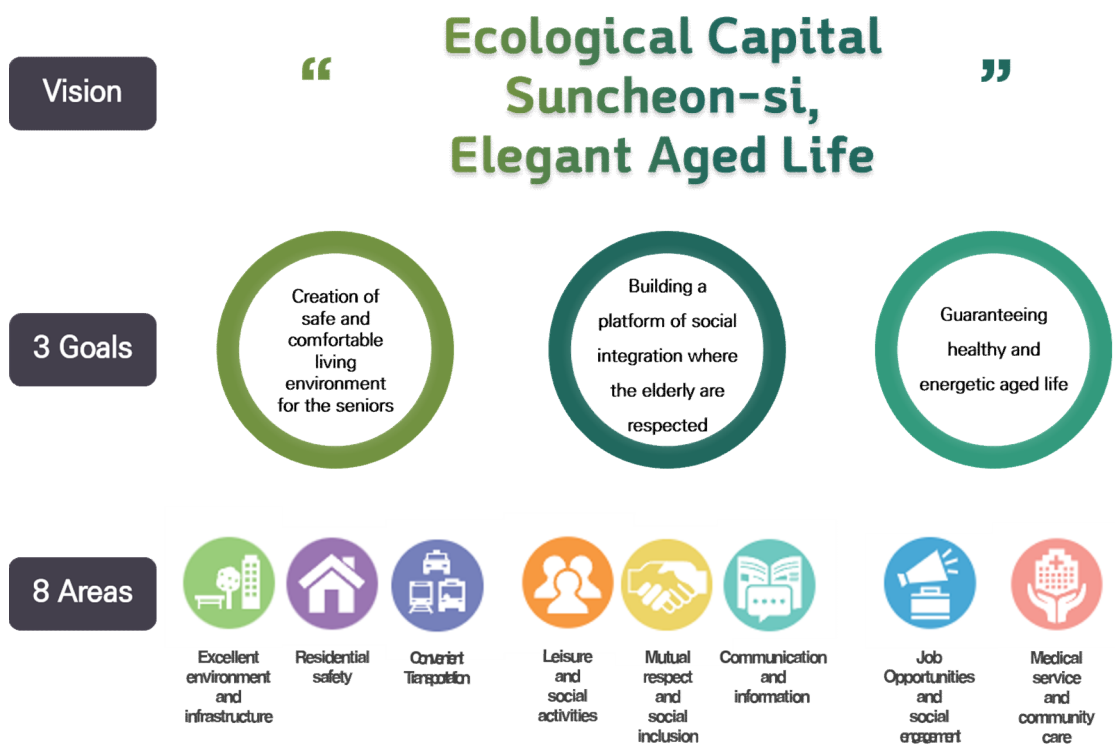 Vision
“ Ecological Capital
Suncheon-si,
Elegant Aged Life ”
3 Goals
Creation of
safe and
comfortable
living
environment
for the seniors
Building a
platform of social
integration where
the elderly are
respected
Guaranteeing
healthy and
energetic aged life
8 Areas
Excellent
environment
and
infrastructure
Residential
safety
Convenient
Transportation
Leisure
and
social
activities
Mutual
respect
and
social
inclusion
Communication
and
information
Job
Opportunities
and
social
engagement
Medical
service
and
community
care